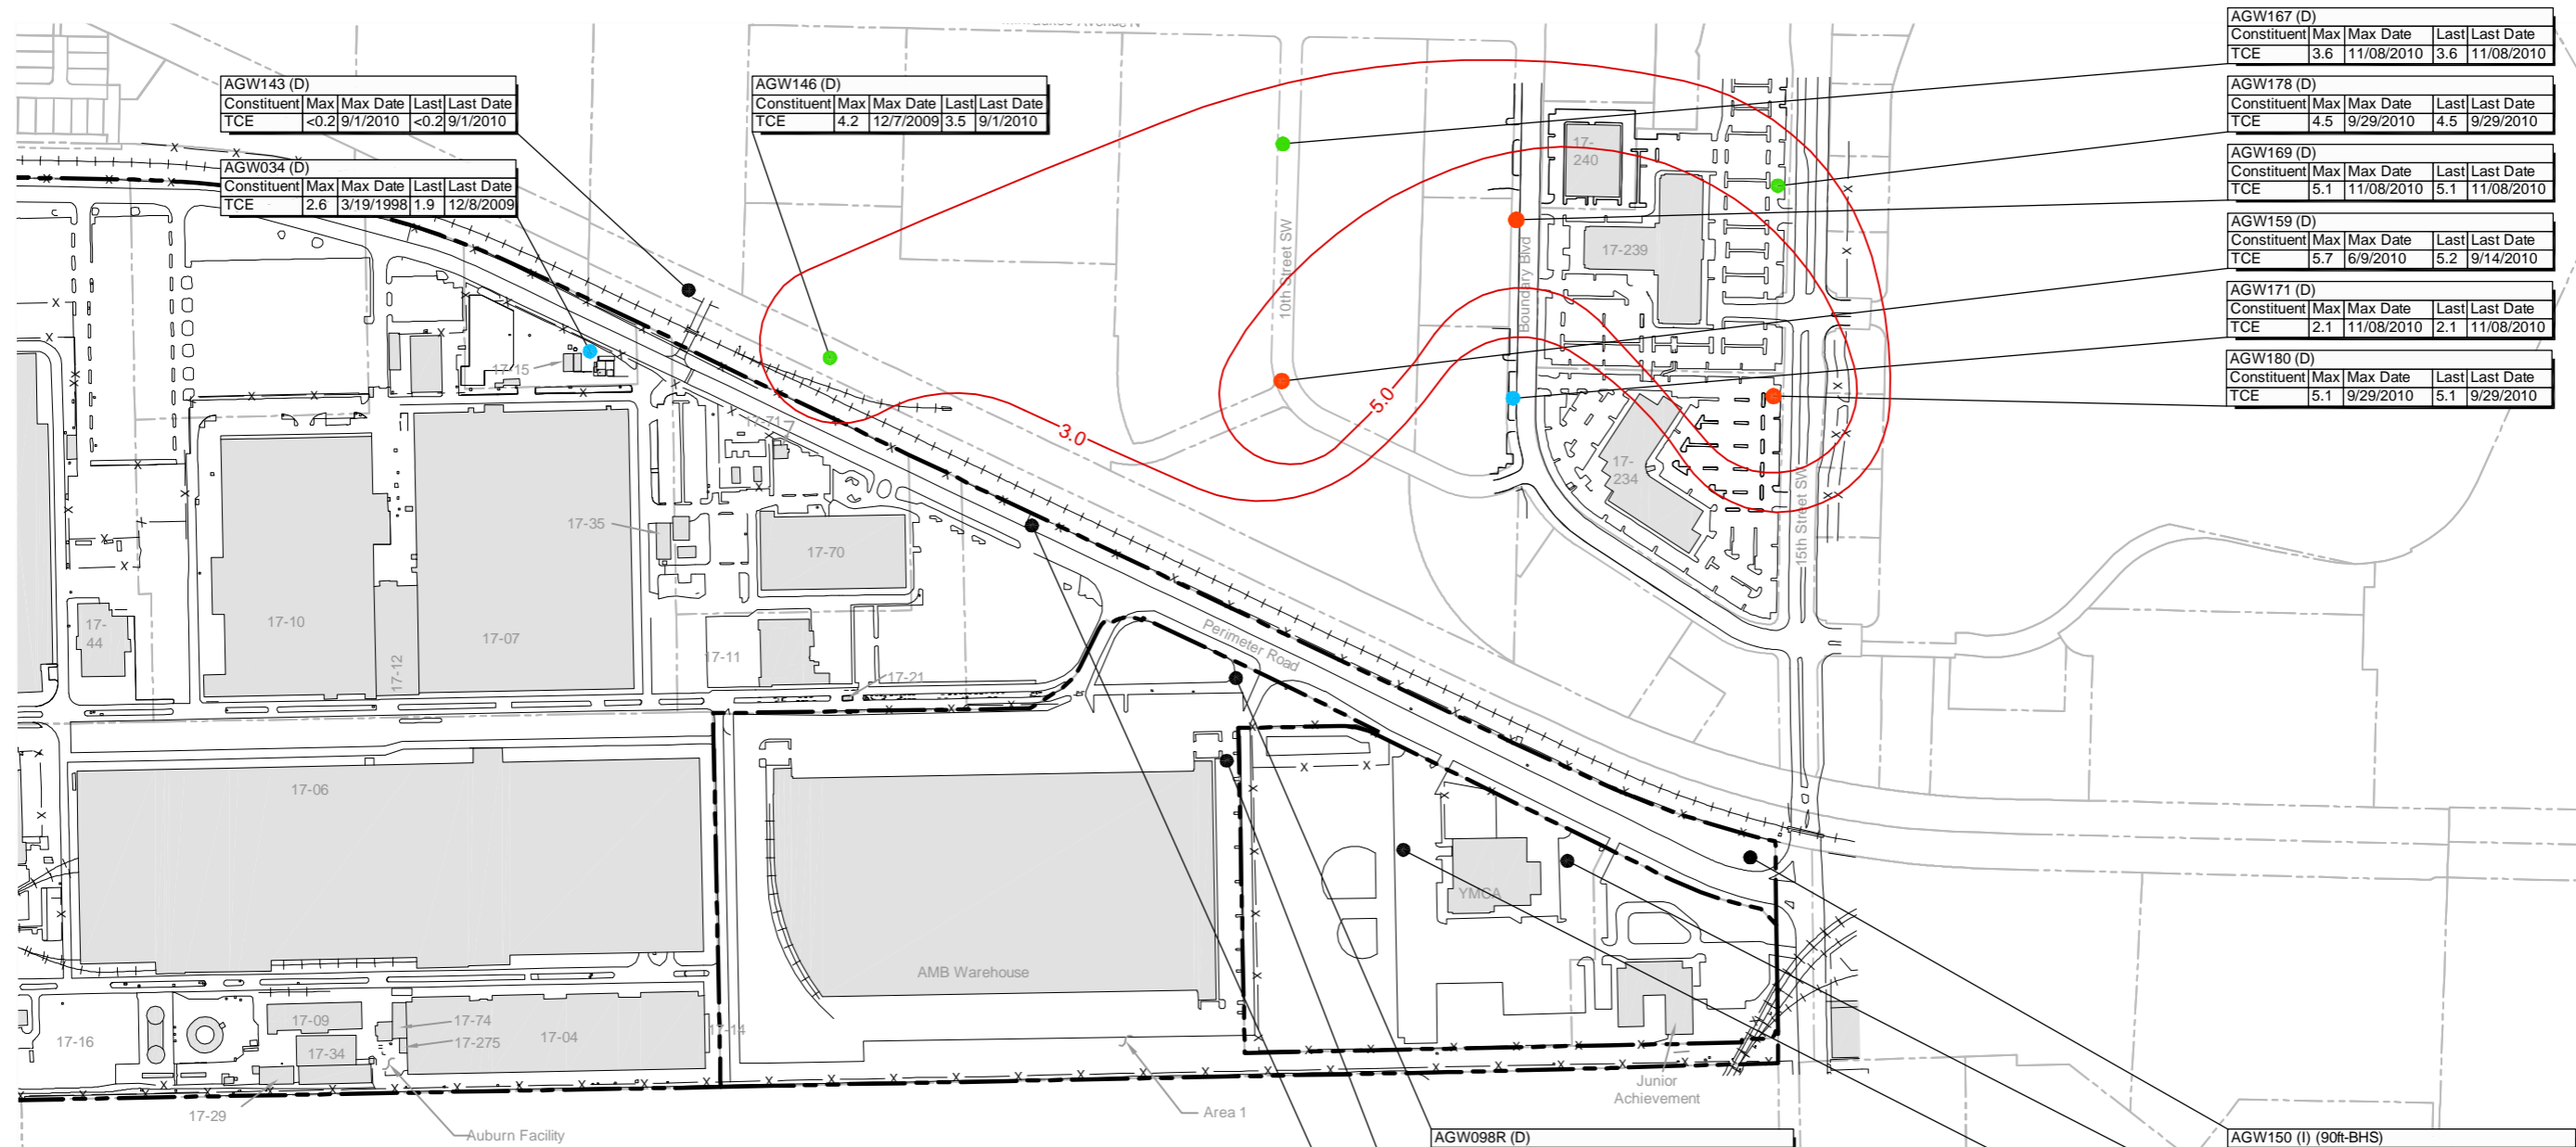 AGW167 (D)
Constituent Max Max Date Last Last Date
TCE 3.6 11/08/2010 3.6 11/08/2010
AGW143 (D)
Constituent Max Max Date Last Last Date
TCE <0.2 9/1/2010 <0.2 9/1/2010
AGW146 (D)
Constituent Max Max Date Last Last Date
TCE 4.2 12/7/2009 3.5 9/1/2010
AGW178 (D)
Constituent Max Max Date Last Last Date
TCE 4.5 9/29/2010 4.5 9/29/2010
AGW034 (D)
Constituent Max Max Date Last Last Date
TCE 2.6 3/19/1998 1.9 12/8/2009
AGW169 (D)
Constituent Max Max Date Last Last Date
TCE 5.1 11/08/2010 5.1 11/08/2010
AGW159 (D)
Constituent Max Max Date Last Last Date
TCE 5.7 6/9/2010 5.2 9/14/2010
AGW171 (D)
Constituent Max Max Date Last Last Date
TCE 2.1 11/08/2010 2.1 11/08/2010
AGW180 (D)
Constituent Max Max Date Last Last Date
TCE 5.1 9/29/2010 5.1 9/29/2010
17-
240
17-239
10th Street SW
Boundary Blvd
17-15
5.0
3.0
17-71
17-
234
15th Street SW
17-35
17-70
17-10
17-07
17-
44
17-12
17-11
17-21
Perimeter Road
17-06
YMCA
AMB Warehouse
17-09
17-74
17-04
17-14
17-16
17-275
17-34
17-29
Junior
Achievement
Area 1
Auburn Facility
AGW098R (D)
AGW150 (I) (90ft-BHS)